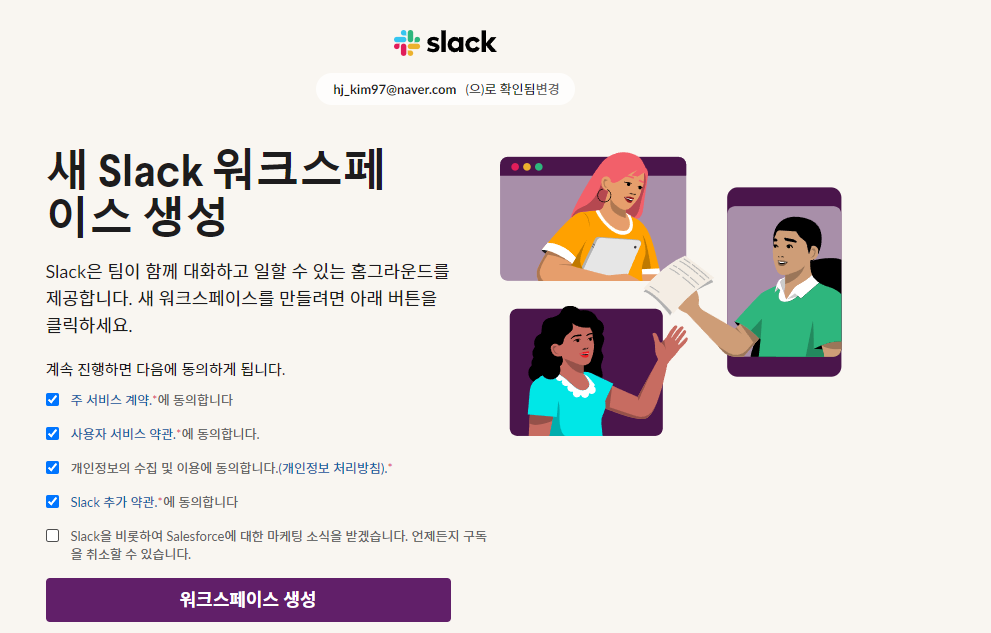 slack
hj_kim97@naver.com (으)로 확인됨변경
새 Slack 워크스페
이스 생성
Slack은 팀이 함께 대화하고 일할 수 있는 홈그라운드를
제공합니다. 새 워크스페이스를 만들려면 아래 버튼을
클릭하세요.
계속 진행하면 다음에 동의하게 됩니다.
주 서비스 계약.*에 동의합니다
사용자 서비스 약관.*에 동의합니다.
개인정보의 수집 및 이용에 동의합니다.(개인정보 처리방침).*
Slack 추가 약관.*에 동의합니다
Slack을 비롯하여 Salesforce에 대한 마케팅 소식을 받겠습니다. 언제든지 구독
을 취소할 수 있습니다.
워크스페이스 생성